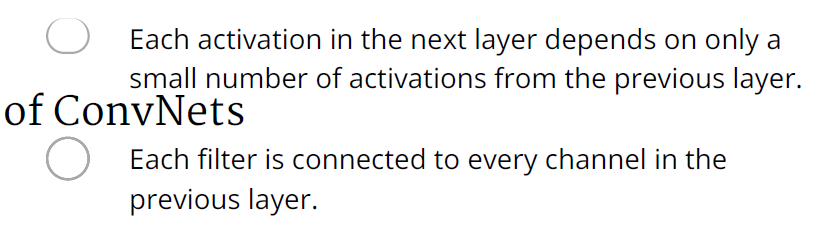 Each activation in the next layer depends on only a
small number of activations from the previous layer.
of ConvNets
Each filter is connected to every channel in the
previous layer.